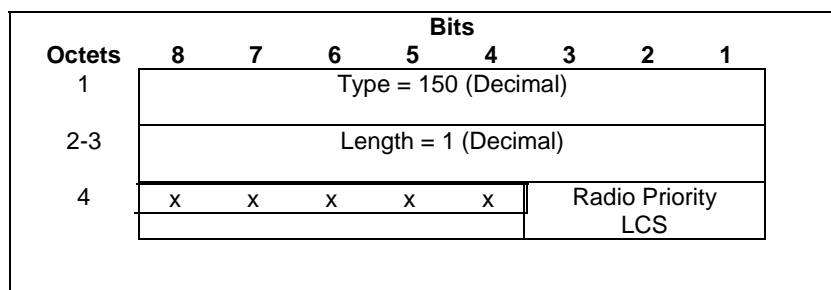 Bits
Octets 8 7 6 5 4 3 2 1
1 Type = 150 (Decimal)
2-3 Length = 1 (Decimal)
4 x x x x x Radio Priority
LCS